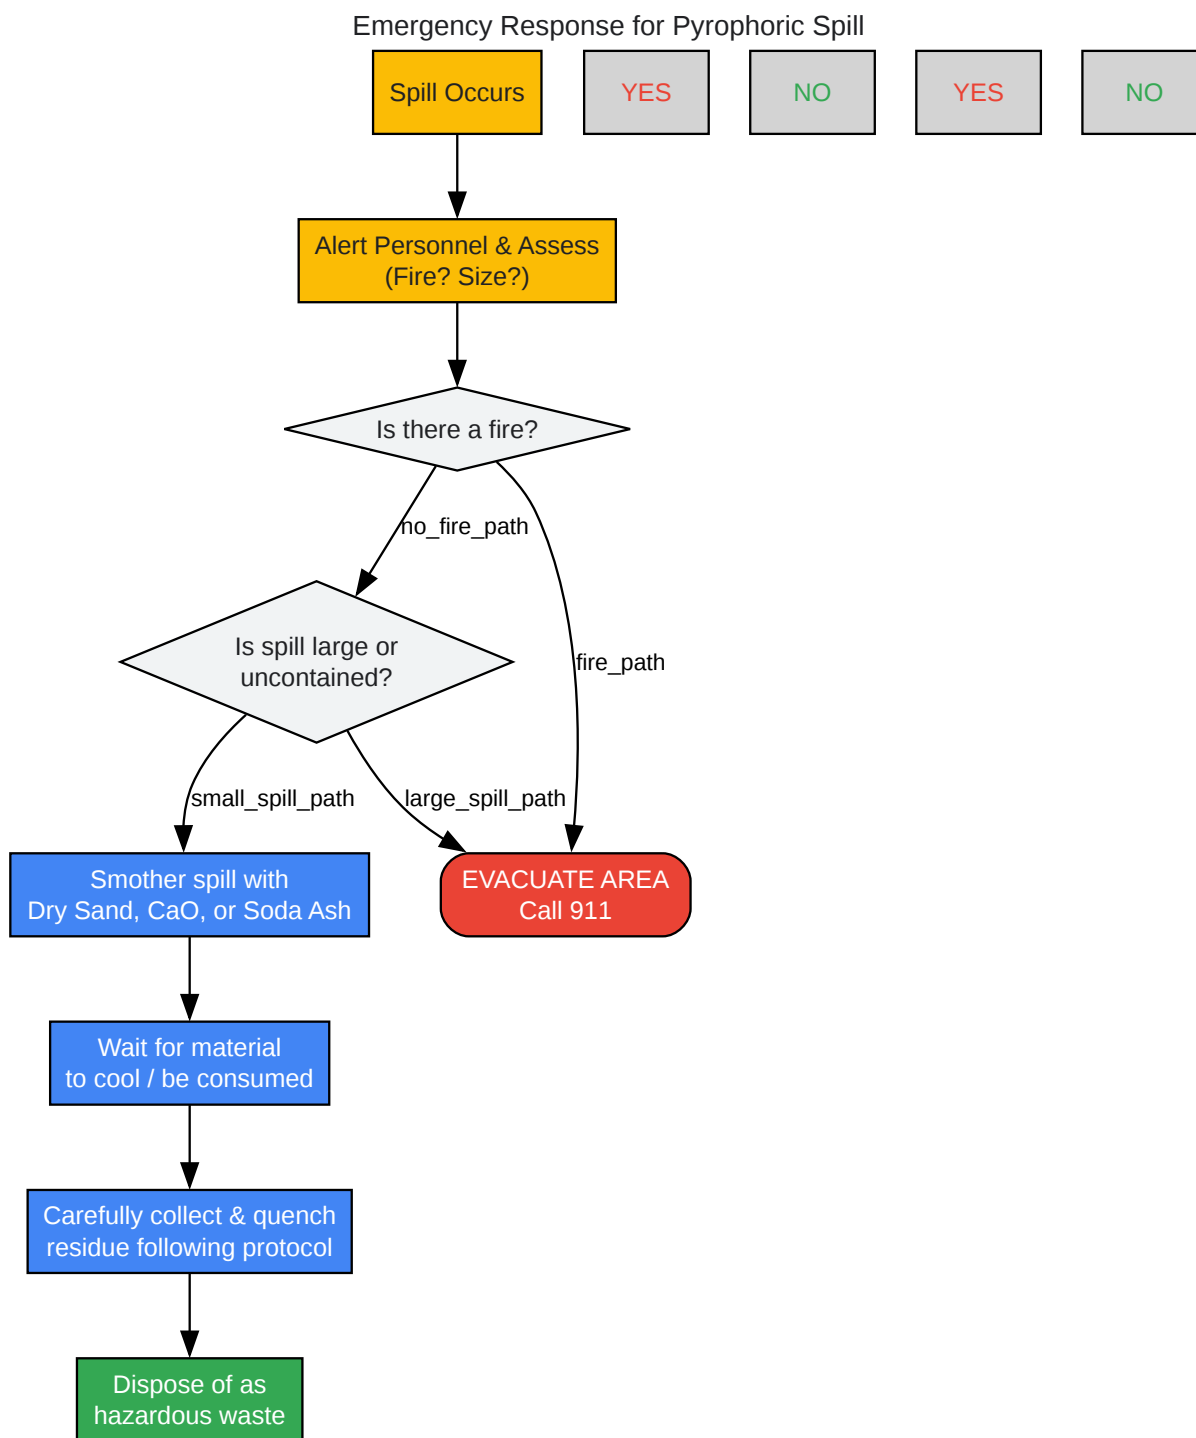 Emergency Response for Pyrophoric Spill
Spill Occurs
YES
NO
YES
NO
Alert Personnel & Assess
(Fire? Size?)
Is there a fire?
no_fire_path
fire_path
Is spill large or
uncontained?
small_spill_path
large_spill_path
Smother spill with
Dry Sand, CaO, or Soda Ash
EVACUATE AREA
Call 911
Wait for material
to cool / be consumed
Carefully collect & quench
residue following protocol
Dispose of as
hazardous waste